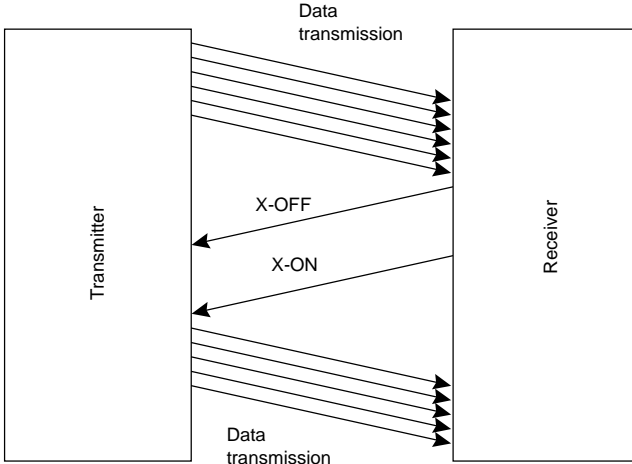 Data
transmission
Transmitter
X-OFF
X-ON
Receiver
Data
transmission